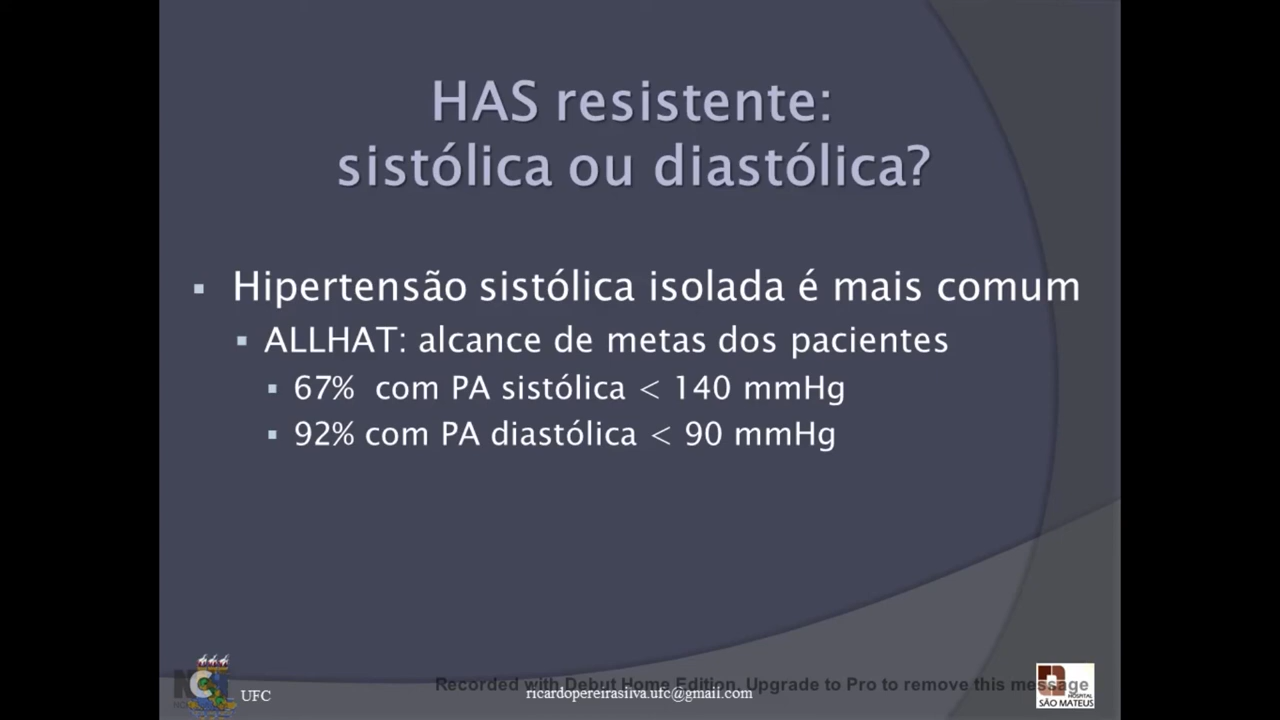 HAS resistente:
sistólica ou diastólica?
▪ Hipertensão sistólica isolada é mais comum
▪ ALLHAT: alcance de metas dos pacientes
▪ 67% com PA sistólica < 140 mmHg
▪ 92% com PA diastólica < 90 mmHg
UFC
Recorded with Debut Home Edition. Upgrade to Pro to remove this message
ricardopereirasilva.ufc@gmail.com
HOSPITAL
SÃO MATEUS